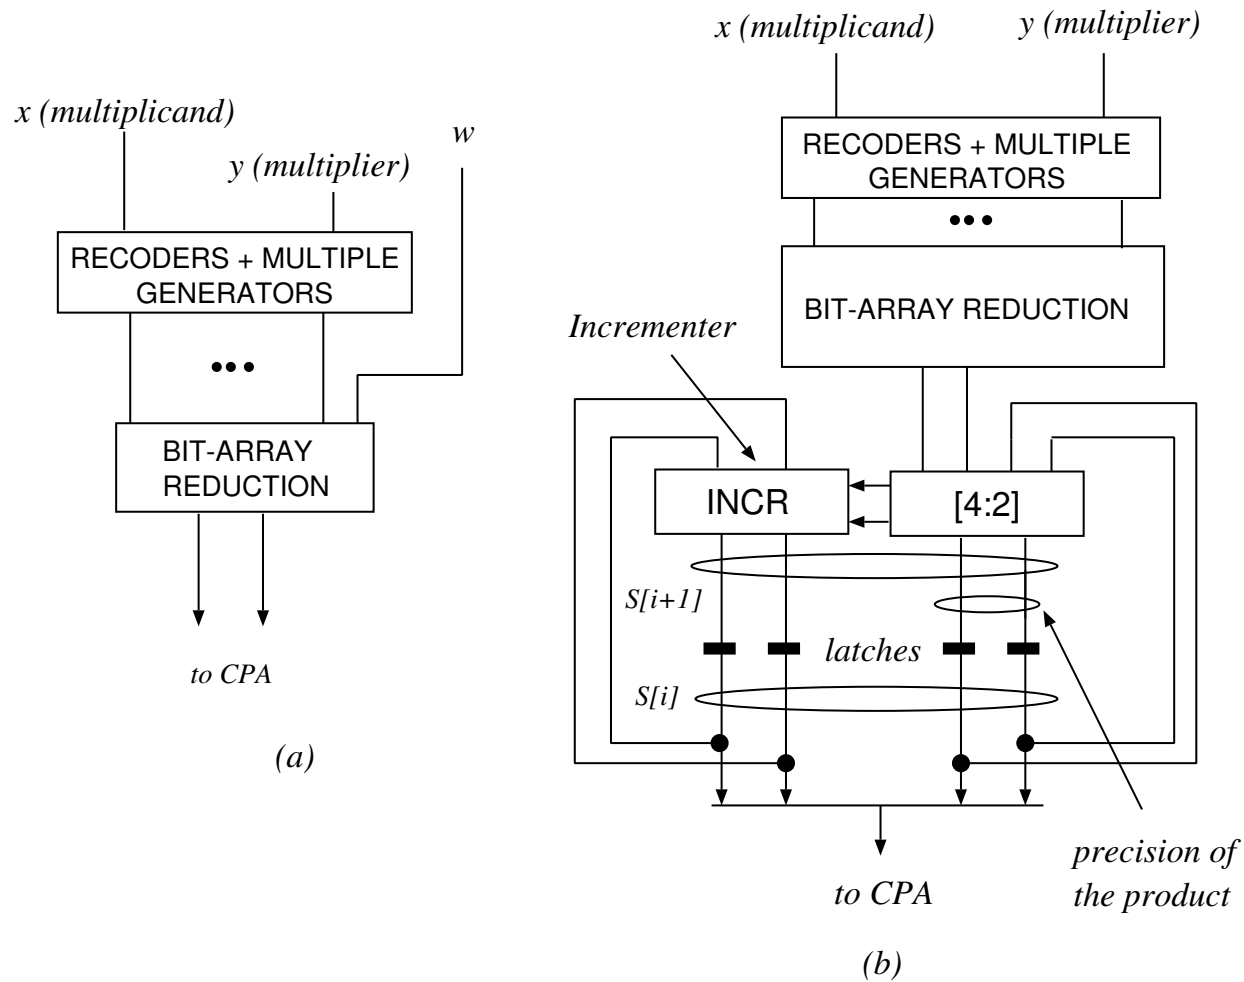 x (multiplicand)
y (multiplier)
w
RECODERS + MULTIPLE
GENERATORS
BIT-ARRAY
REDUCTION
to CPA
(a)
x (multiplicand)
y (multiplier)
RECODERS + MULTIPLE
GENERATORS
BIT-ARRAY REDUCTION
Incrementer
INCR
[4:2]
S[i+1]
latches
S[i]
precision of
the product
to CPA
(b)